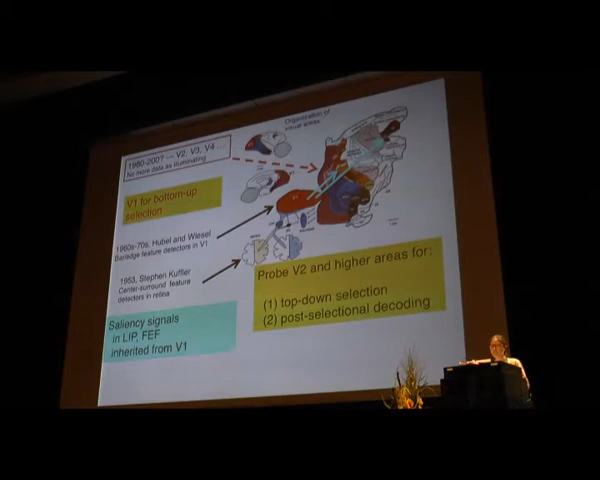 Organization of
visual areas
1980-200? --- V2, V3, V4...
No more data as illuminating
V1 for bottom-up
selection
1960s-70s, Hubel and Wiesel
Bar/edge feature detectors in V1
1953, Stephen Kuffler
Center-surround feature
detectors in retina
Probe V2 and higher areas for:
(1) top-down selection
(2) post-selectional decoding
Saliency signals
in LIP, FEF
inherited from V1